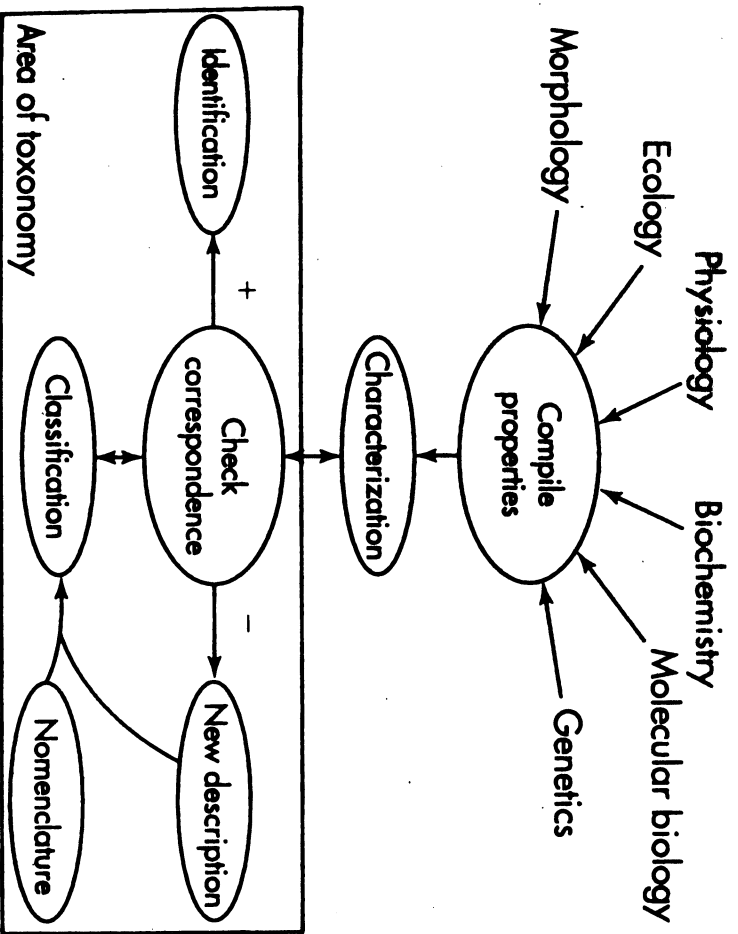 Physiology
Biochemistry
Ecology
Molecular biology
Morphology
Genetics
Compile
properties
Characterization
+
Check
correspondence
−
Identification
New description
Classification
Nomenclature
Area of toxonomy